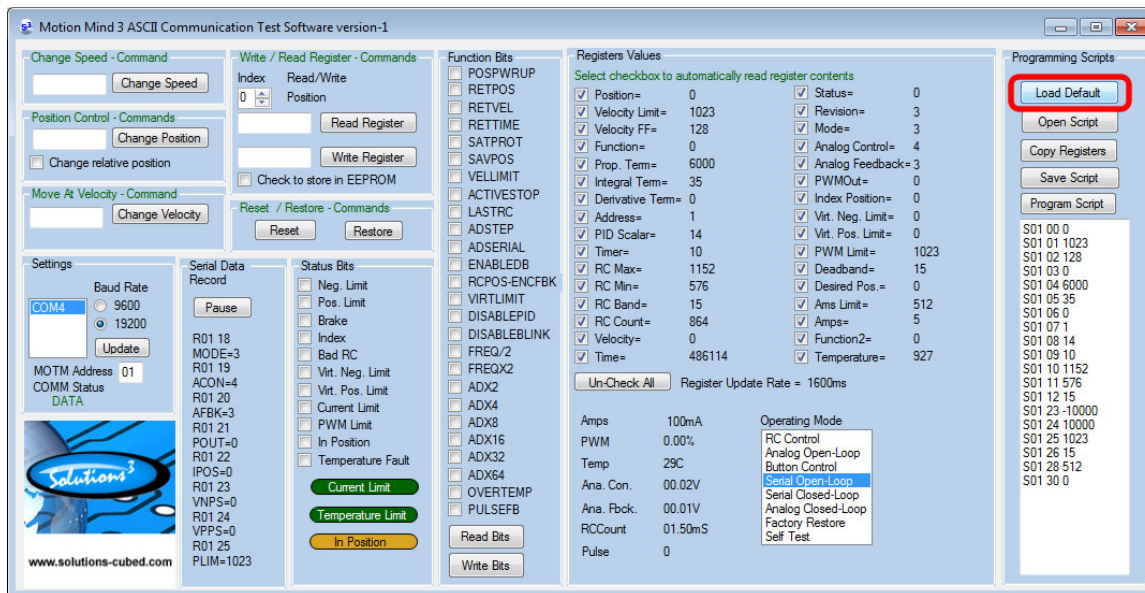 Motion Mind 3 ASCII Communication Test Software version-1
Change Speed - Command
Change Speed
Position Control - Commands
Change Position
Change relative position
Move At Velocity - Command
Change Velocity
Write / Read Register - Commands
Index Read/Write
0 Position
Read Register
Write Register
Check to store in EEPROM
Reset / Restore - Commands
Reset Restore
Settings
Baud Rate
COM4
9600
19200
Update
MOTM Address 01
COMM Status
DATA
Solutions3
www.solutions-cubed.com
Serial Data
Record
Pause
R01 18
MODE=3
R01 19
ACON=4
R01 20
AFBK=3
R01 21
POUT=0
R01 22
IPOS=0
R01 23
VNPS=0
R01 24
VPPS=0
R01 25
PLIM=1023
Status Bits
Neg. Limit
Pos. Limit
Brake
Index
Bad RC
Virt. Neg. Limit
Virt. Pos. Limit
Current Limit
PWM Limit
In Position
Temperature Fault
Current Limit
Temperature Limit
In Position
Function Bits
POSPWRUP
RETPOS
RETVEL
RETTIME
SATPROT
SAVPOS
VELLIMIT
ACTIVESTOP
LASTRC
ADSTEP
ADSERIAL
ENABLEDB
RCPOS-ENCFBK
VIRTLIMIT
DISABLEPID
DISABLEBLINK
FREQ/2
FREQX2
ADX2
ADX4
ADX8
ADX16
ADX32
ADX64
OVERTEMP
PULSEFB
Read Bits
Write Bits
Registers Values
Select checkbox to automatically read register contents
Position= 0
Velocity Limit= 1023
Velocity FF= 128
Function= 0
Prop. Term= 6000
Integral Term= 35
Derivative Term= 0
Address= 1
PID Scalar= 14
Timer= 10
RC Max= 1152
RC Min= 576
RC Band= 15
RC Count= 864
Velocity= 0
Time= 486114
Status= 0
Revision= 3
Mode= 3
Analog Control= 4
Analog Feedback= 3
PWMOut= 0
Index Position= 0
Virt. Neg. Limit= 0
Virt. Pos. Limit= 0
PWM Limit= 1023
Deadband= 15
Desired Pos.= 0
Ams Limit= 512
Amps= 5
Function2= 0
Temperature= 927
Un-Check All Register Update Rate = 1600ms
Amps 100mA
PWM 0.00%
Temp 29C
Ana. Con. 00.02V
Ana. Fbck. 00.01V
RCCount 01.50mS
Pulse 0
Operating Mode
RC Control
Analog Open-Loop
Button Control
Serial Open-Loop
Serial Closed-Loop
Analog Closed-Loop
Factory Restore
Self Test
Programming Scripts
Load Default
Open Script
Copy Registers
Save Script
Program Script
S01 00 0
S01 01 1023
S01 02 128
S01 03 0
S01 04 6000
S01 05 35
S01 06 0
S01 07 1
S01 08 14
S01 09 10
S01 10 1152
S01 11 576
S01 12 15
S01 23 -10000
S01 24 10000
S01 25 1023
S01 26 15
S01 28 512
S01 30 0